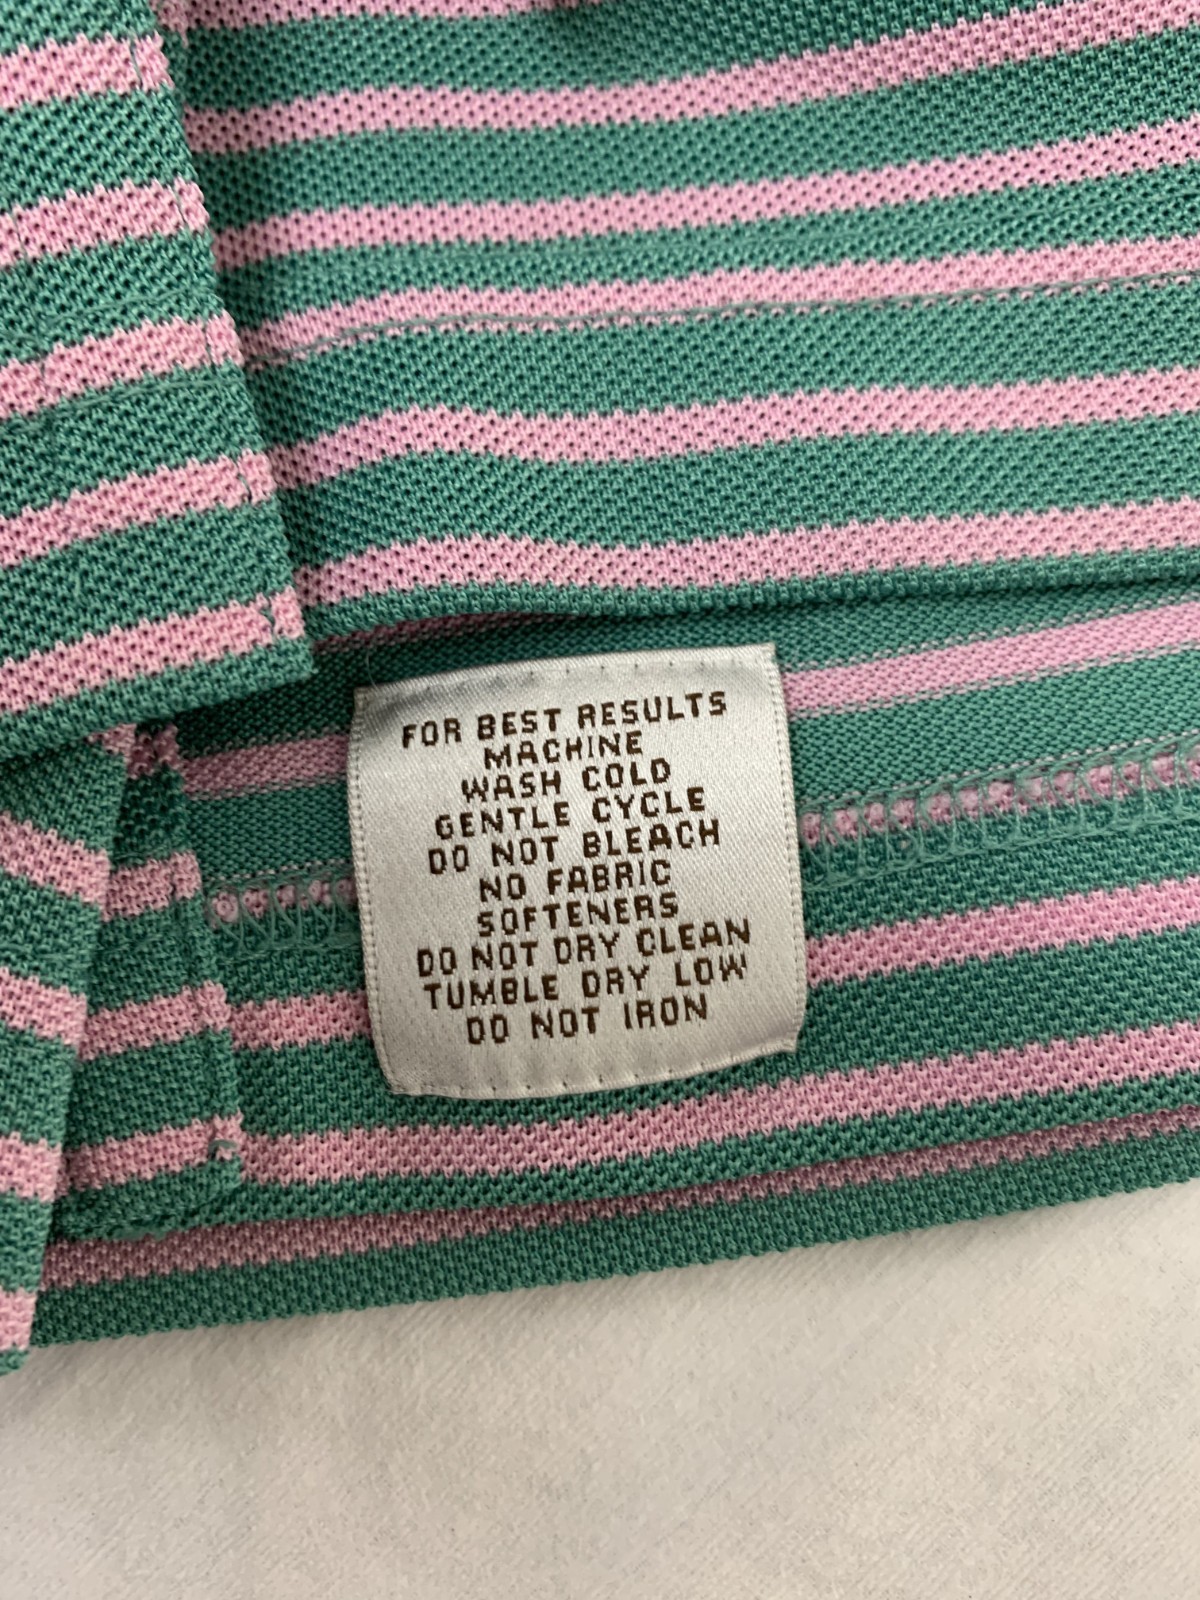 FOR BEST RESULTS
MACHINE
WASH COLD
GENTLE CYCLE
DO NOT BLEACH
NO FABRIC
SOFTENERS
DO NOT DRY CLEAN
TUMBLE DRY LOW
DO NOT IRON